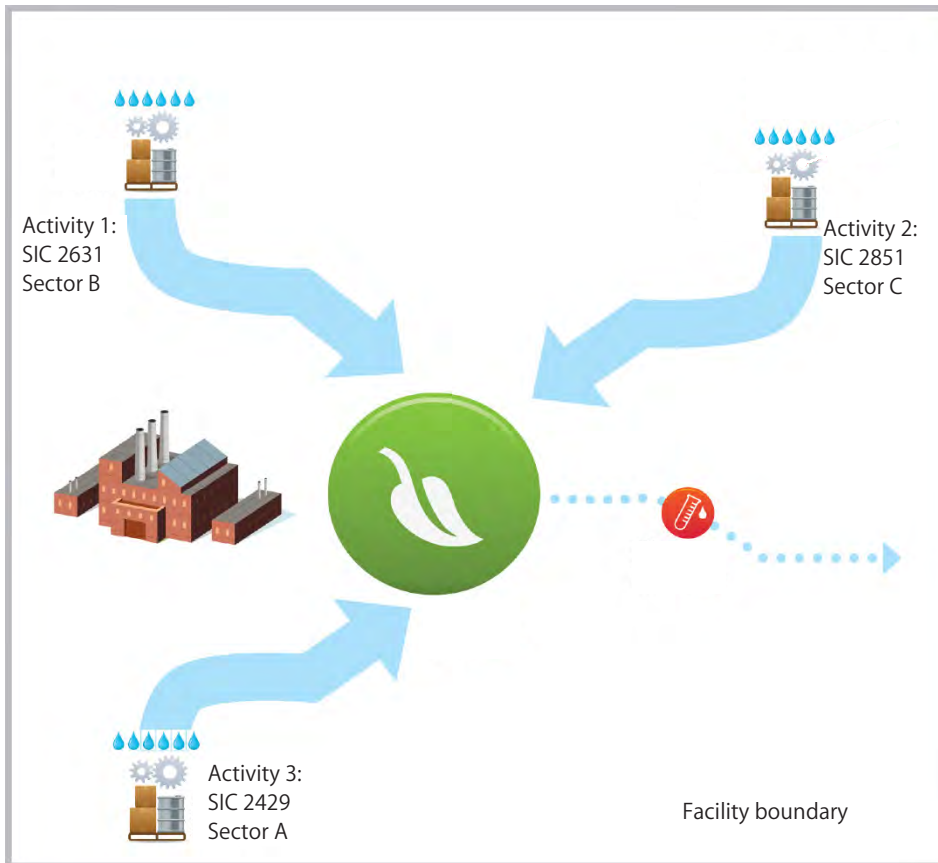 Activity 1:
SIC 2631
Sector B
Activity 2:
SIC 2851
Sector C
Activity 3:
SIC 2429
Sector A
Facility boundary